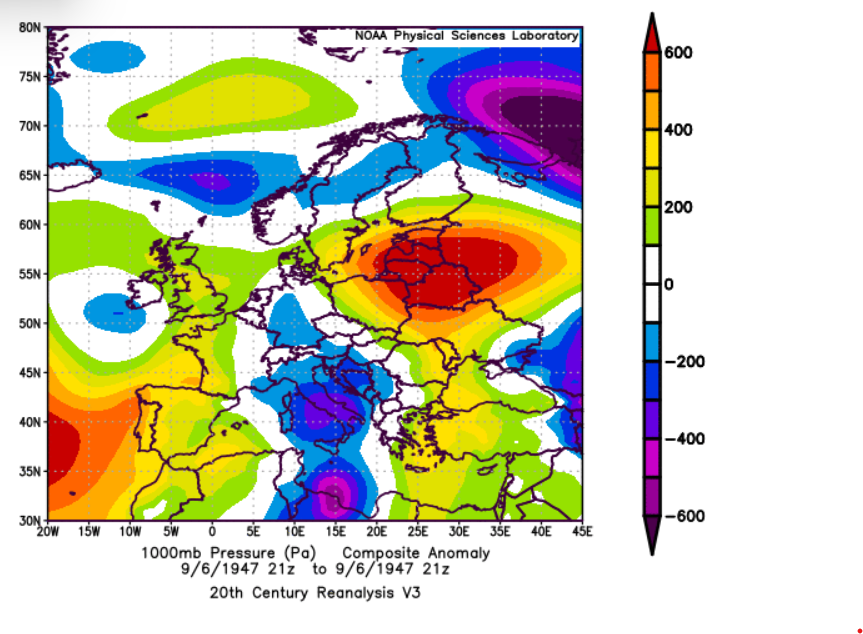 NOAA Physical Sciences Laboratory
80N
75N
70N
65N
60N
55N
50N
45N
40N
35N
30N
20W 15W 10W 5W 0 5E 10E 15E 20E 25E 30E 35E 40E 45E
600
400
200
0
−200
−400
−600
1000mb Pressure (Pa) Composite Anomaly
9/6/1947 21z to 9/6/1947 21z
20th Century Reanalysis V3